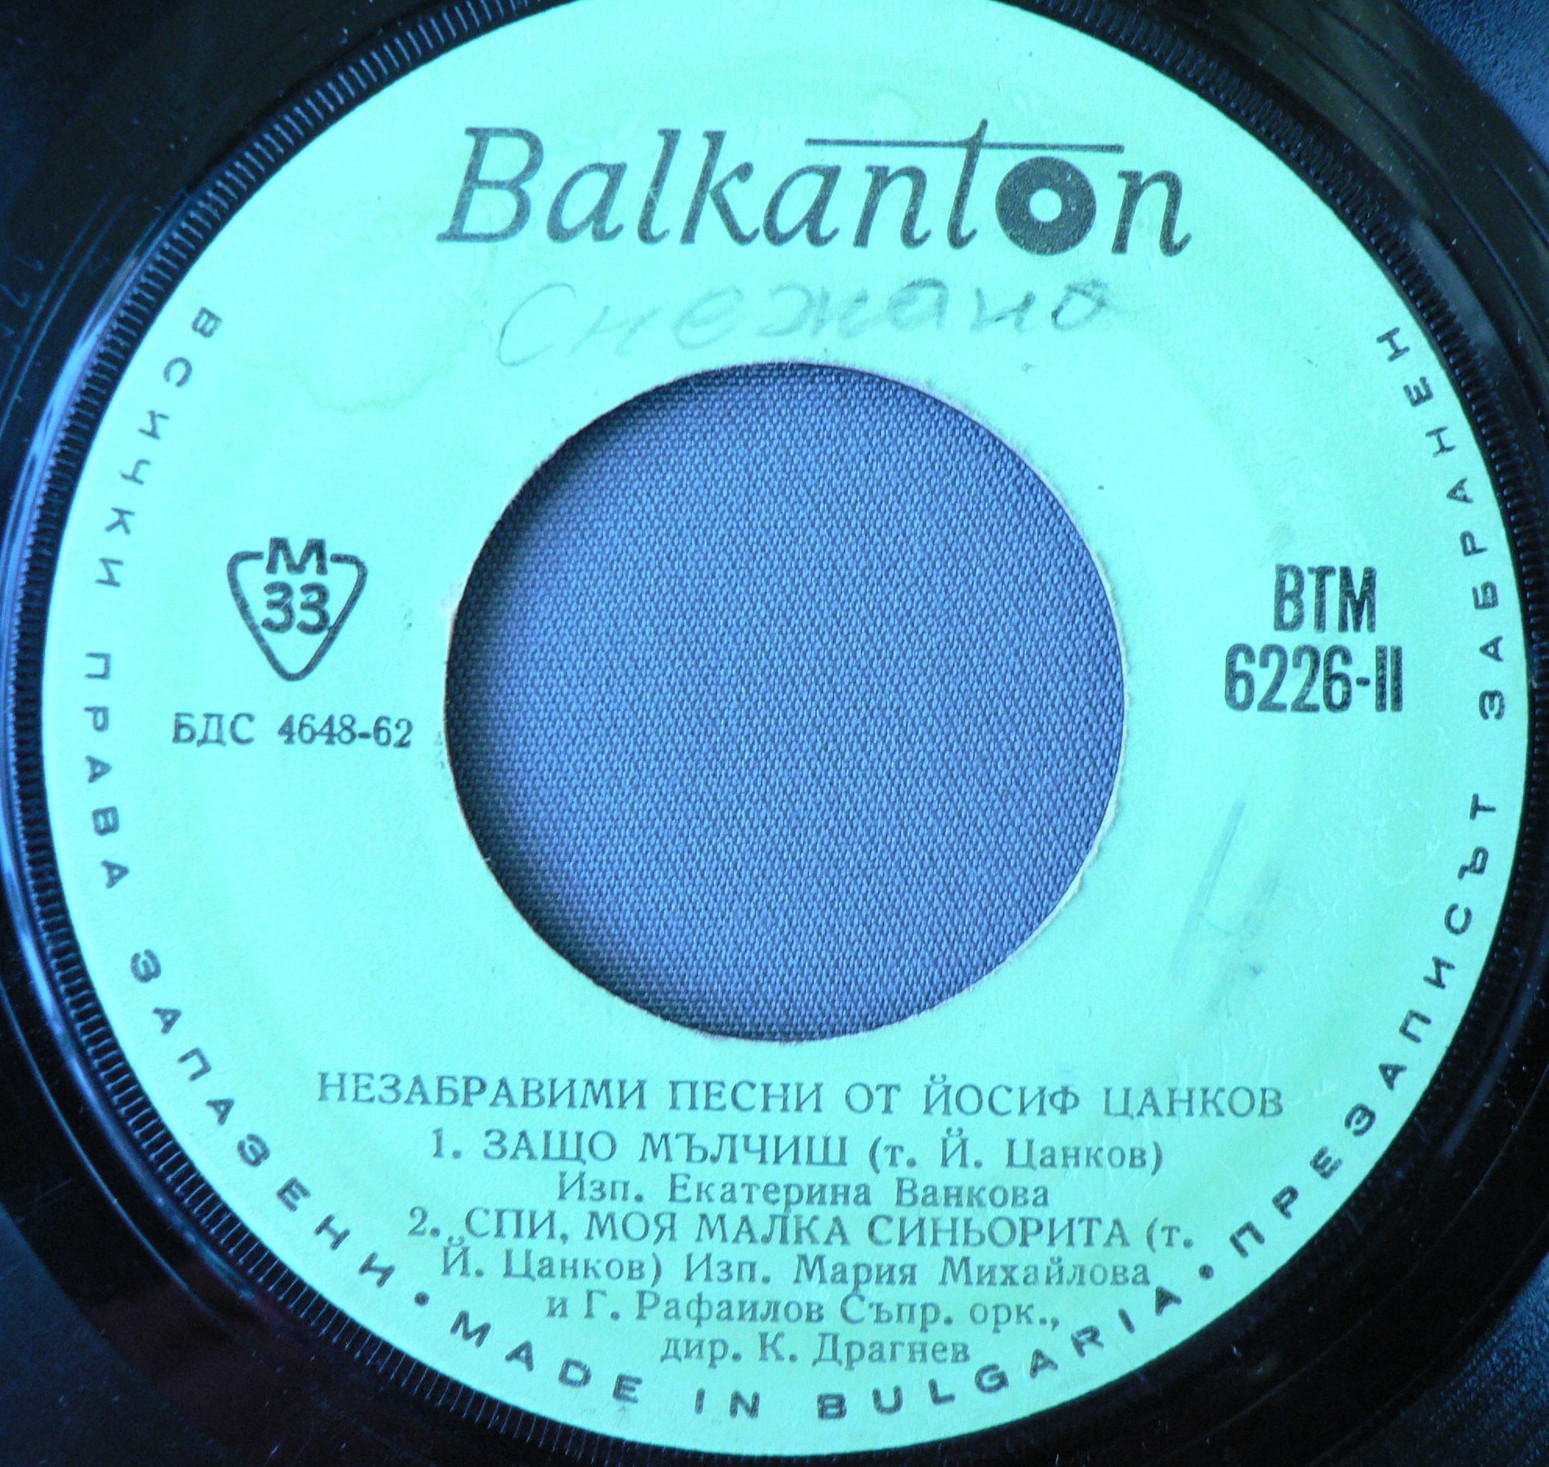 Balkanton
Снежана
М
33
БДС 4648-62
ВТМ
6226-II
НЕЗАБРАВИМИ ПЕСНИ ОТ ЙОСИФ ЦАНКОВ
1. ЗАЩО МЪЛЧИШ (т. Й. Цанков)
Изп. Екатерина Ванкова
2. СПИ, МОЯ МАЛКА СИНЬОРИТА (т.
Й. Цанков) Изп. Мария Михайлова
и Г. Рафаилов Съпр. орк.,
дир. К. Драгнев
ВСИЧКИ ПРАВА ЗАПАЗЕНИ • MADE IN BULGARIA • ПРЕЗАПИСЪТ ЗАБРАНЕН